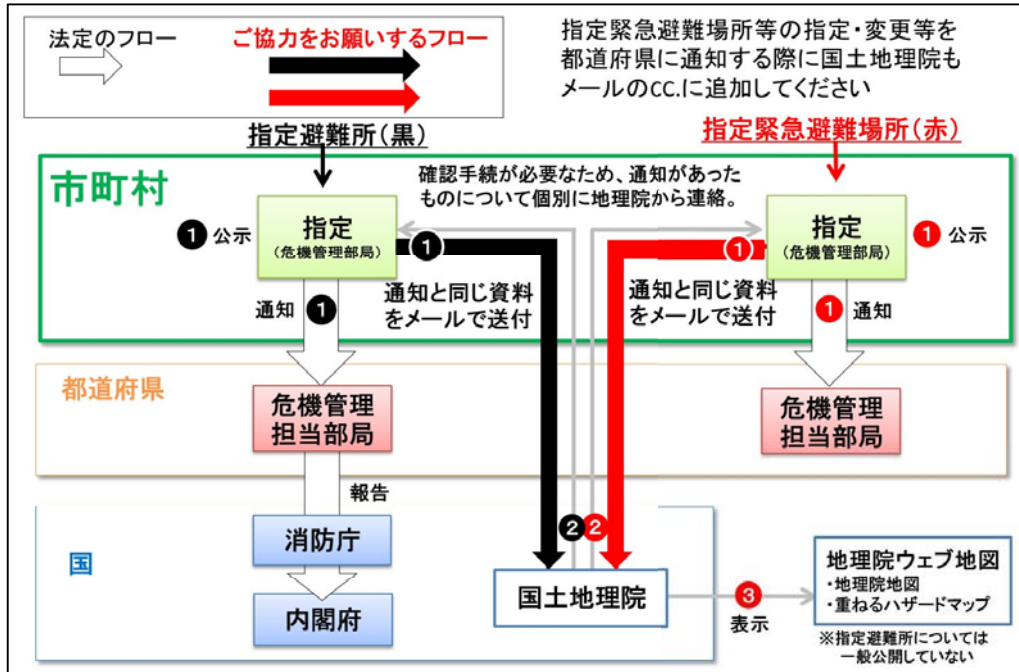 法定のフロー
ご協力をお願いするフロー
指定緊急避難場所等の指定・変更等を
都道府県に通知する際に国土地理院も
メールのCC.に追加してください
指定避難所(黒)
指定緊急避難場所(赤)
市町村
確認手続が必要なため、通知があった
ものについて個別に地理院から連絡。
指定
(危機管理部局)
指定
(危機管理部局)
1 公示
1
1
1 公示
通知と同じ資料
をメールで送付
通知と同じ資料
をメールで送付
通知 1
1 通知
都道府県
危機管理
担当部局
危機管理
担当部局
報告
国
消防庁
内閣府
2 2
国土地理院
3
表示
地理院ウェブ地図
・地理院地図
・重ねるハザードマップ
※指定避難所については
一般公開していない